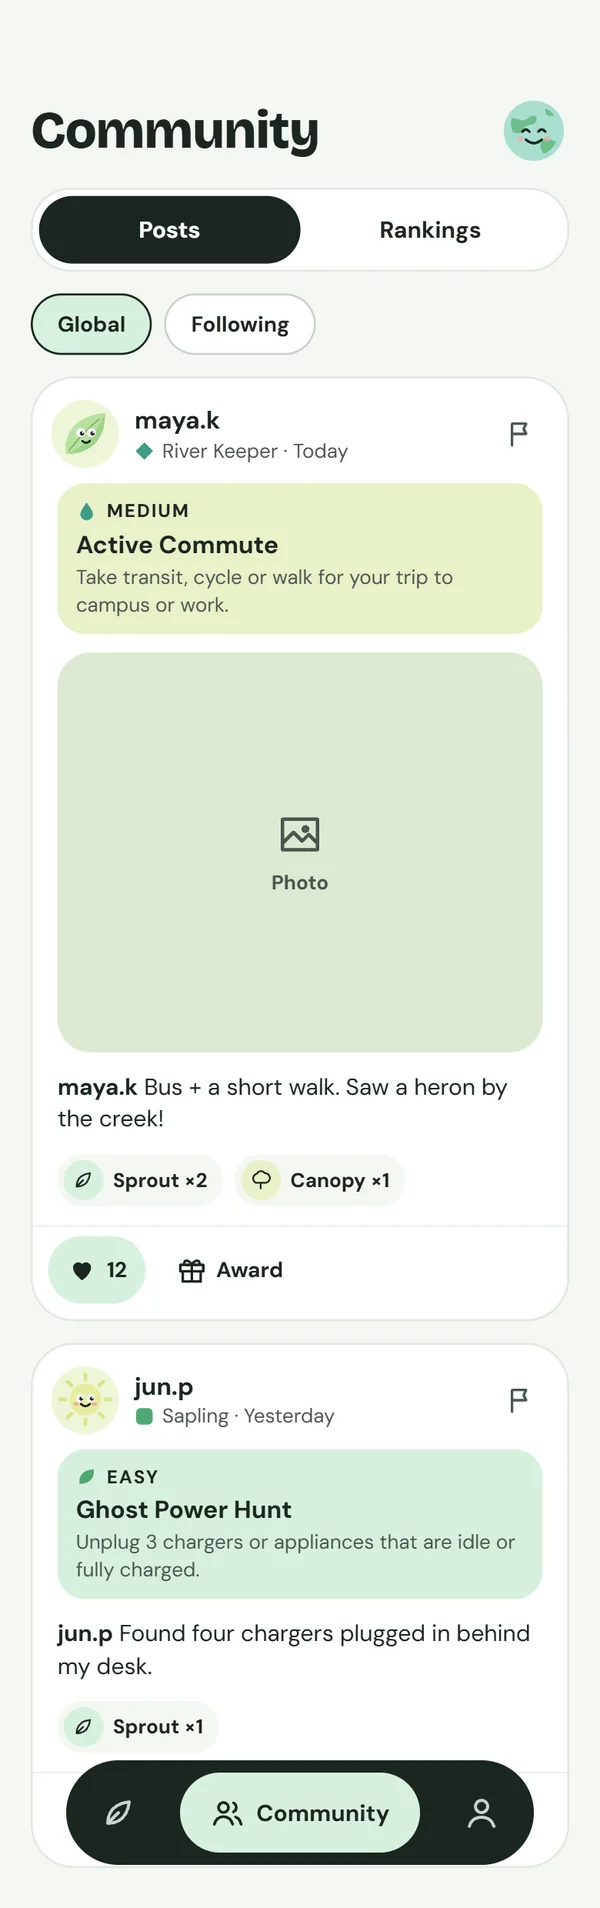 Community
Posts
Rankings
Global
Following
maya.k
River Keeper · Today
MEDIUM
Active Commute
Take transit, cycle or walk for your trip to
campus or work.
Photo
maya.k Bus + a short walk. Saw a heron by
the creek!
Sprout ×2
Canopy ×1
12
Award
jun.p
Sapling · Yesterday
EASY
Ghost Power Hunt
Unplug 3 chargers or appliances that are idle or
fully charged.
jun.p Found four chargers plugged in behind
my desk.
Sprout ×1
Community